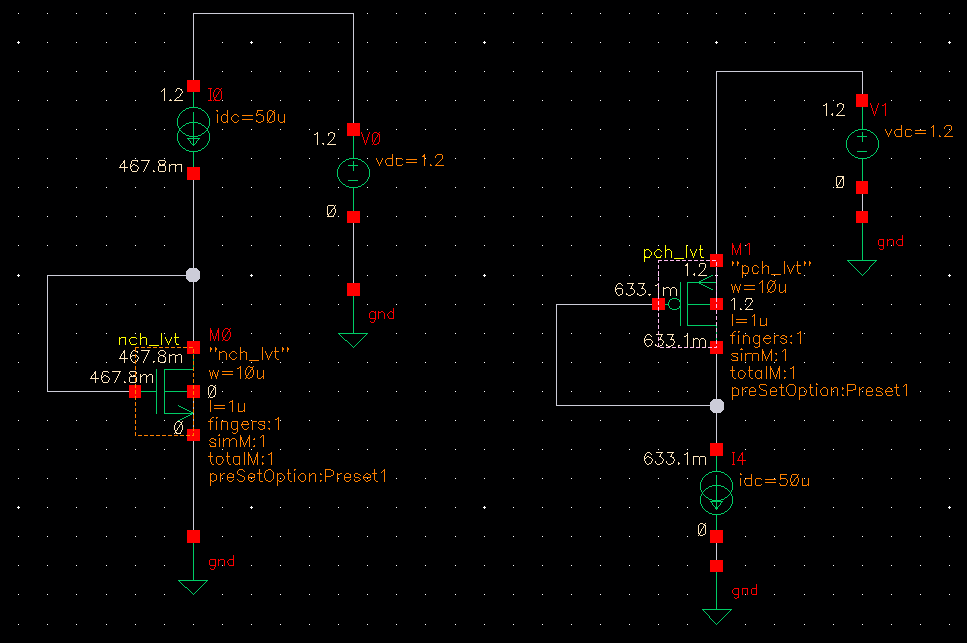 1.2
I0
idc=50u
467.8m
1.2
V0
vdc=1.2
0
gnd
nch_lvt
M0
467.8m
"nch_lvt"
467.8m
w=10u
0
l=1u
0
fingers:1
simM:1
totalM:1
preSetOption:Preset1
gnd
1.2
V1
vdc=1.2
0
gnd
pch_lvt
M1
1.2
"pch_lvt"
633.1m
w=10u
1.2
l=1u
633.1m
fingers:1
simM:1
totalM:1
preSetOption:Preset1
633.1m
I4
idc=50u
0
gnd